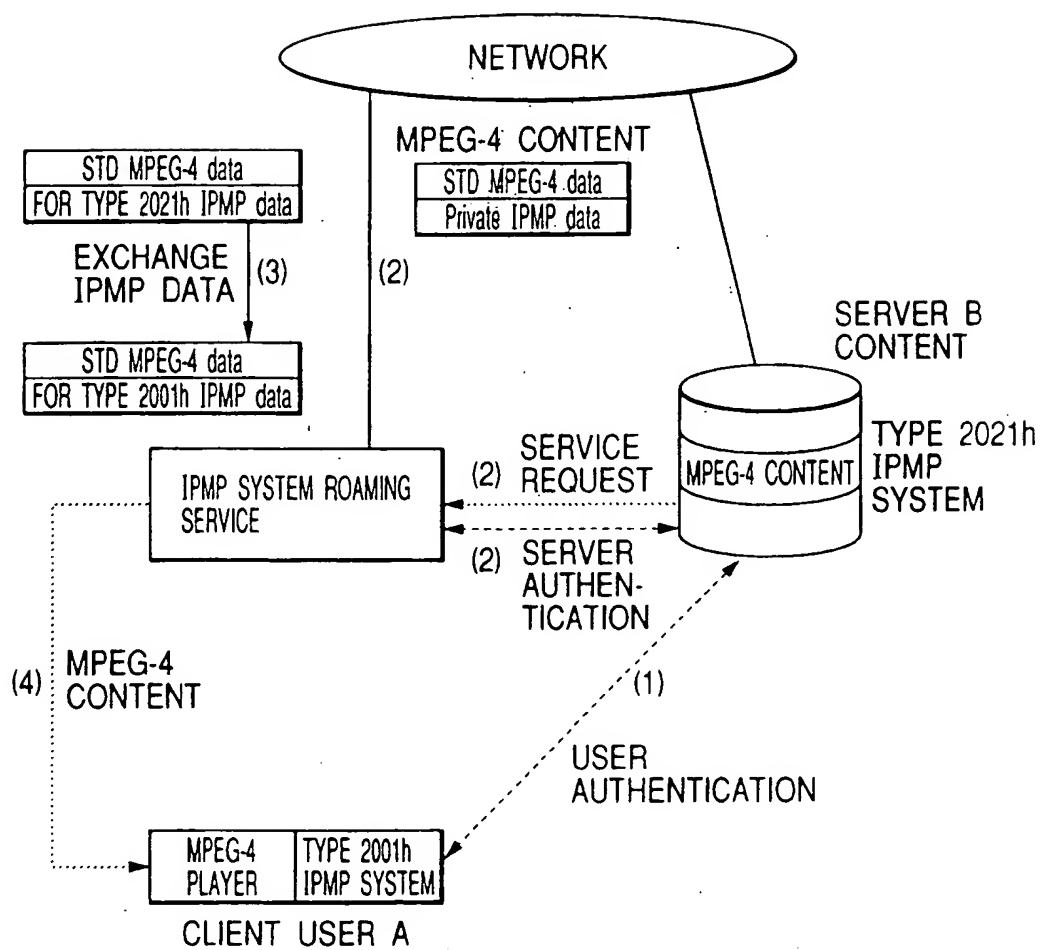 NETWORK
MPEG-4 CONTENT
STD MPEG-4 data
Private IPMP data
STD MPEG-4 data
FOR TYPE 2021h IPMP data
EXCHANGE
IPMP DATA
(3)
(2)
STD MPEG-4 data
FOR TYPE 2001h IPMP data
SERVER B
CONTENT
MPEG-4 CONTENT
TYPE 2021h
IPMP
SYSTEM
IPMP SYSTEM ROAMING
SERVICE
(2)
SERVICE
REQUEST
(2)
SERVER
AUTHEN-
TICATION
(4)
MPEG-4
CONTENT
(1)
USER
AUTHENTICATION
MPEG-4
PLAYER
TYPE 2001h
IPMP SYSTEM
CLIENT USER A